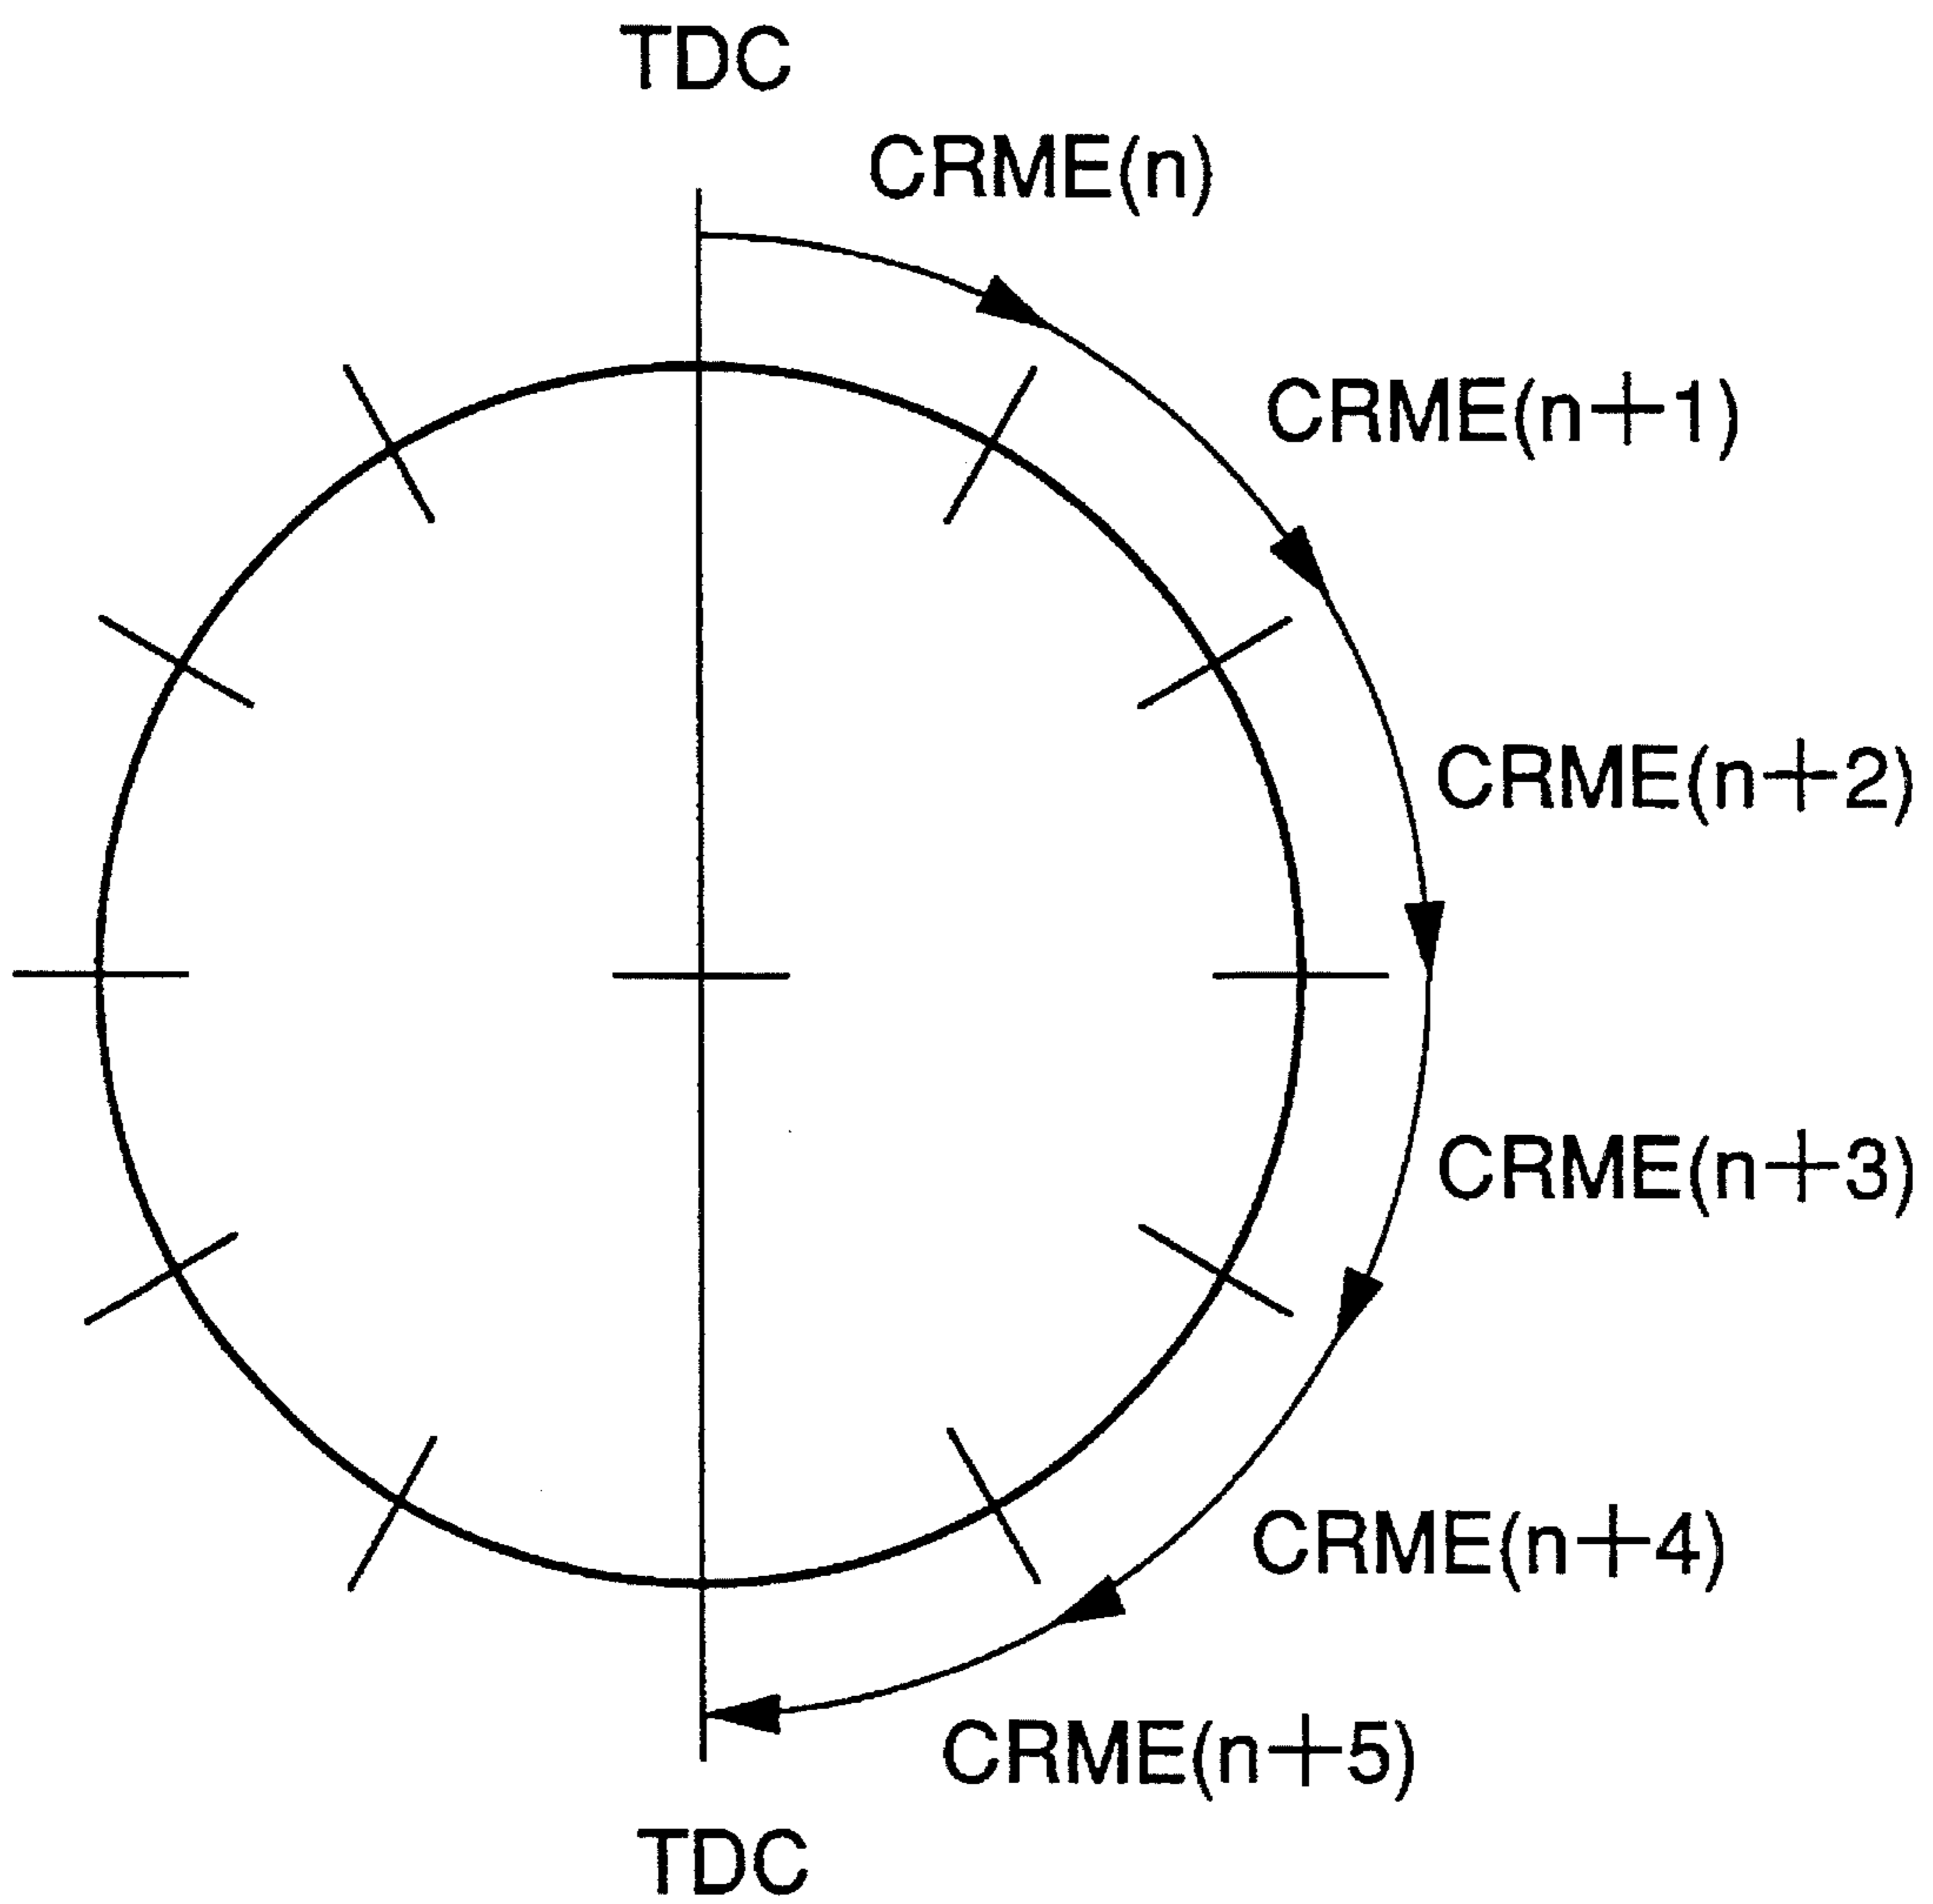 TDC
CRME(n)
CRME(n+1)
CRME(n+2)
CRME(n+3)
CRME(n+4)
CRME(n+5)
TDC